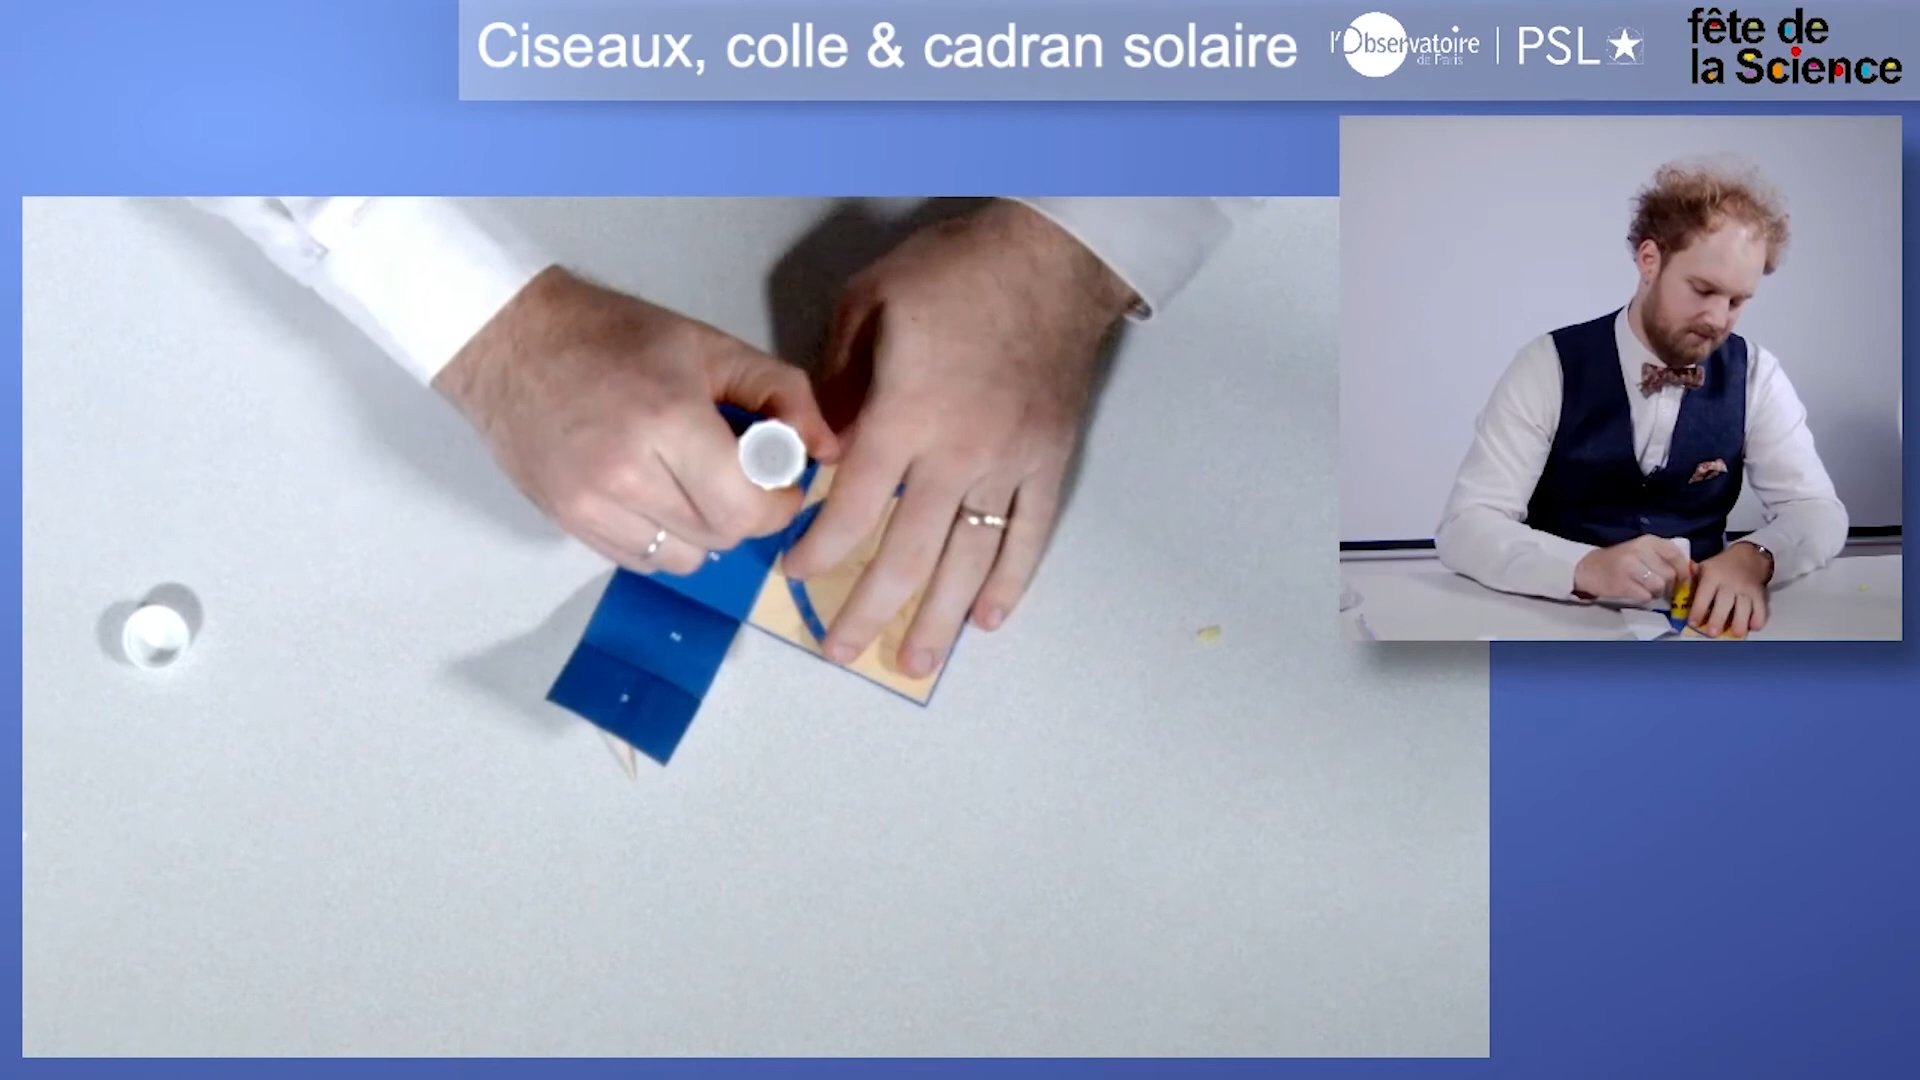 Ciseaux, colle & cadran solaire
l'Observatoire
de Paris
PSL
fête de
la Science